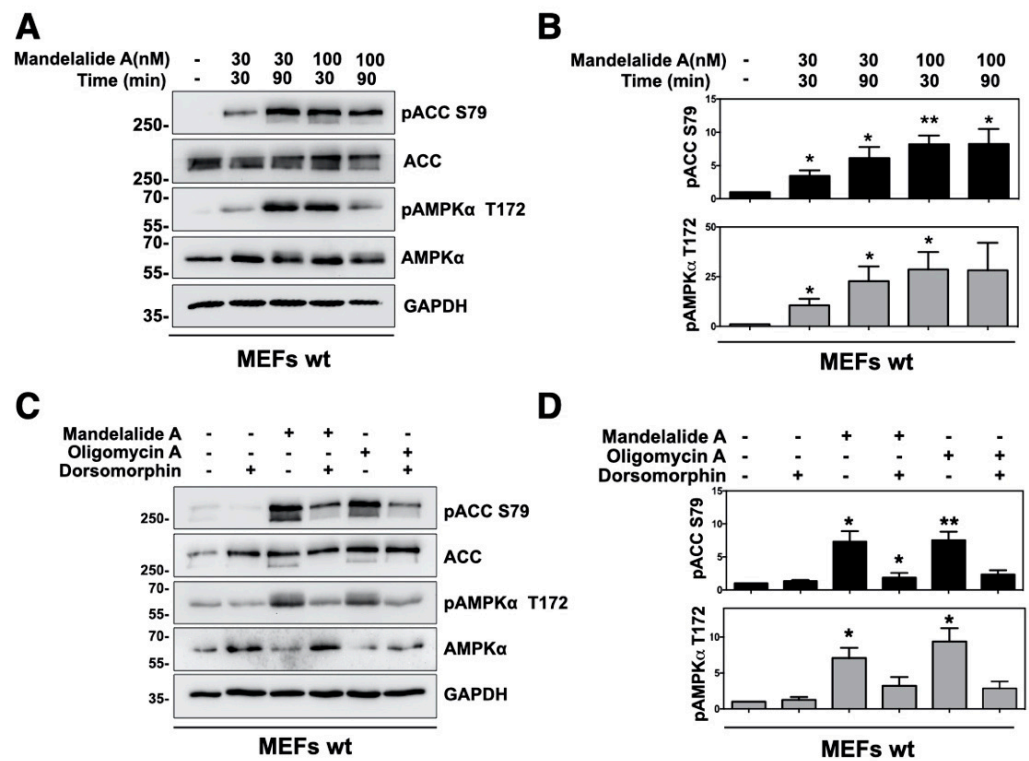 A
Mandelalide A(nM) - 30 30 100 100
Time (min) - 30 90 30 90
pACC S79
250-
ACC
250-
70-
pAMPKα T172
55-
70-
AMPKα
55-
GAPDH
35-
MEFs wt
B
Mandelalide A(nM) - 30 30 100 100
Time (min) - 30 90 30 90
pACC S79
15
10
5
0
* * ** *
pAMPKα T172
50
25
0
* * *
MEFs wt
C
Mandelalide A - - + + - -
Oligomycin A - - - - + +
Dorsomorphin - + - + - +
pACC S79
250-
ACC
250-
70-
pAMPKα T172
55-
70-
AMPKα
55-
GAPDH
35-
MEFs wt
D
Mandelalide A - - + + - -
Oligomycin A - - - - + +
Dorsomorphin - + - + - +
pACC S79
15
10
5
0
* * **
pAMPKα T172
10
5
0
* *
MEFs wt